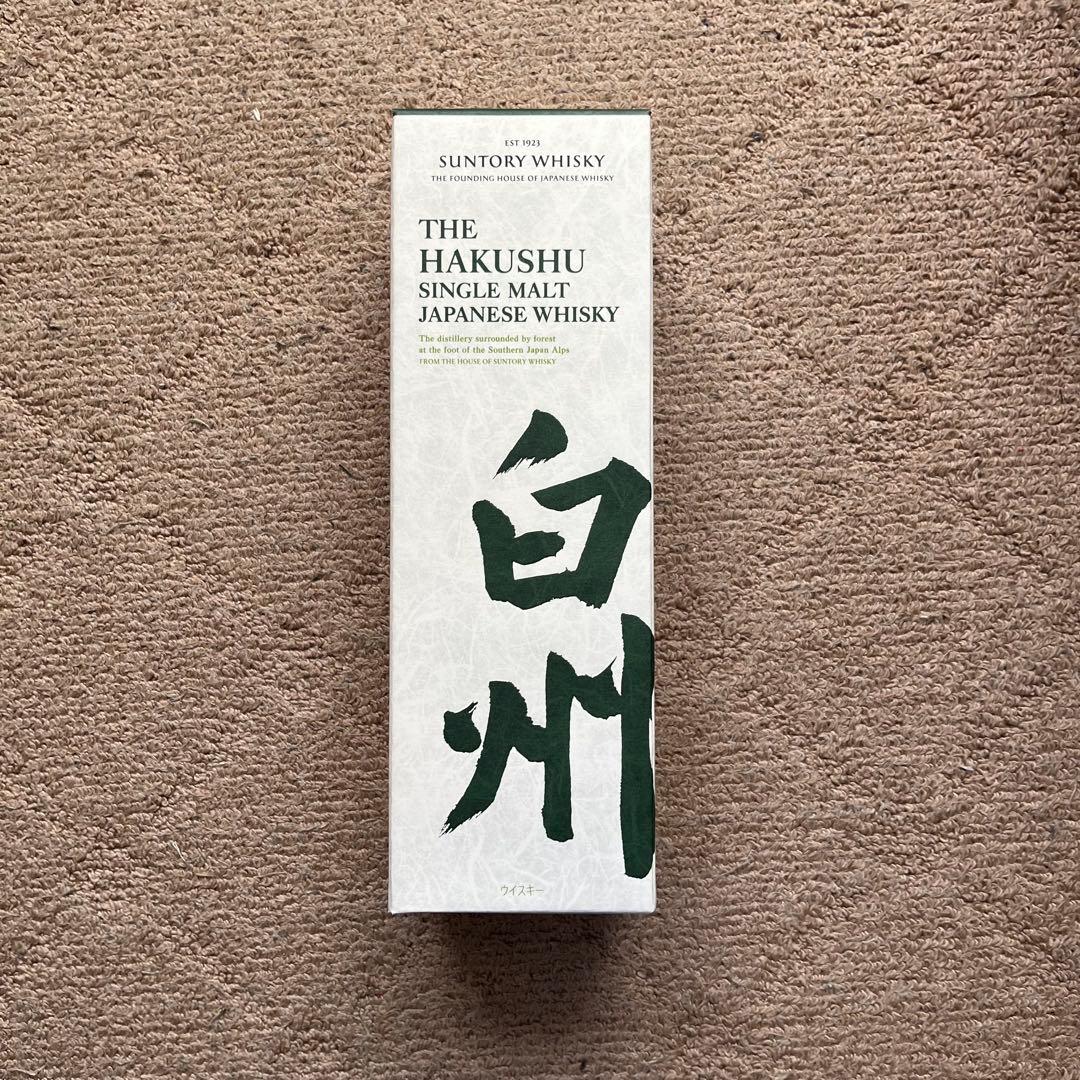 EST 1923
SUNTORY WHISKY
THE FOUNDING HOUSE OF JAPANESE WHISKY
THE
HAKUSHU
SINGLE MALT
JAPANESE WHISKY
The distillery surrounded by forest
at the foot of the Southern Japan Alps
FROM THE HOUSE OF SUNTORY WHISKY
白
州
ウイスキー